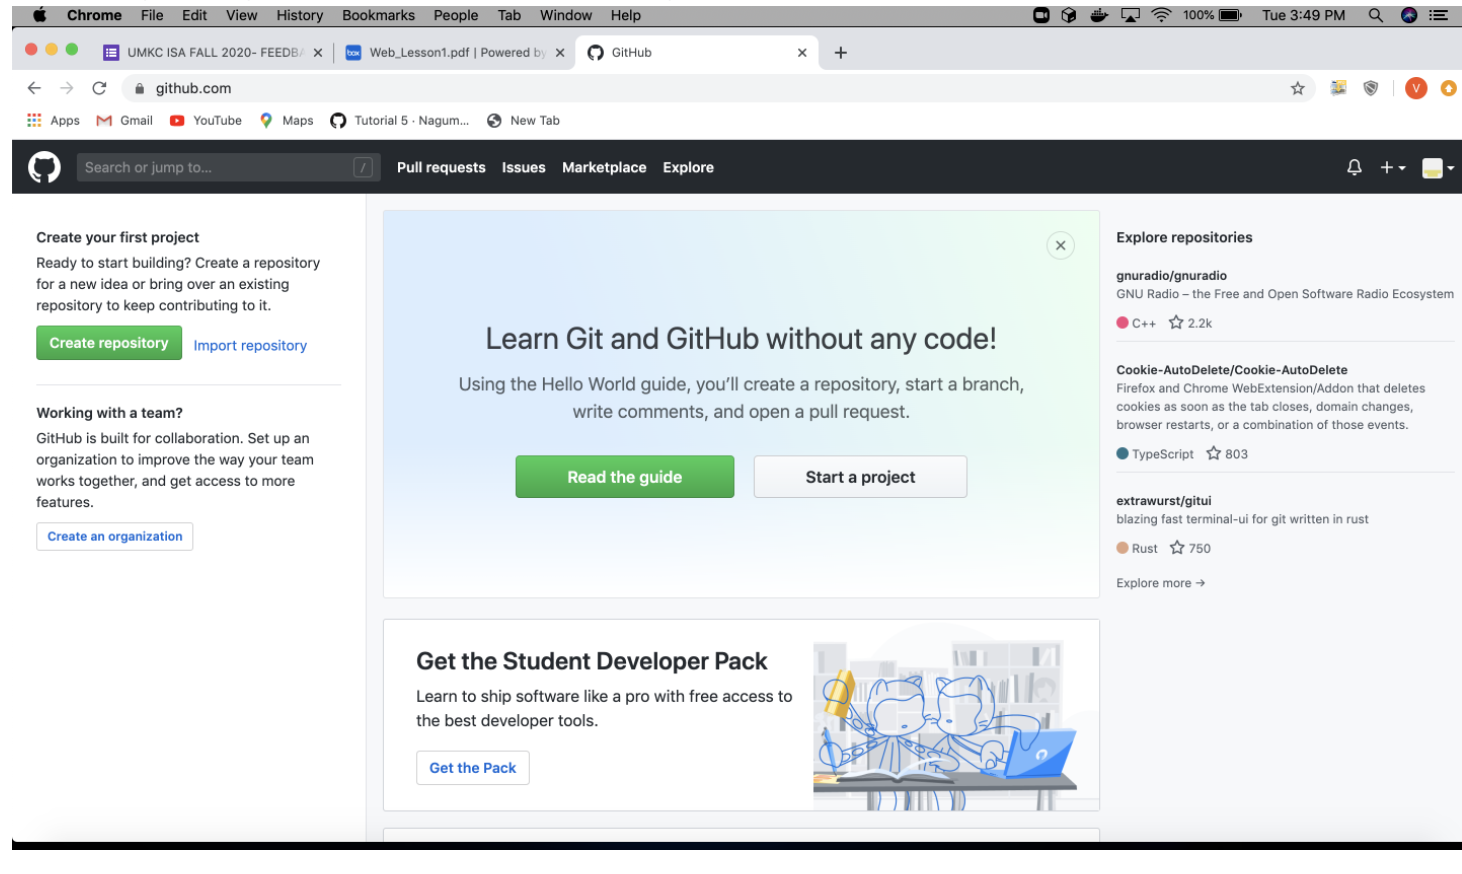 Chrome File Edit View History Bookmarks People Tab Window Help 100% Tue 3:49 PM
UMKC ISA FALL 2020- FEEDBA Web_Lesson1.pdf | Powered by box GitHub
github.com V
Apps Gmail YouTube Maps Tutorial 5 · Nagum... New Tab
Search or jump to... / Pull requests Issues Marketplace Explore
Create your first project
Ready to start building? Create a repository
for a new idea or bring over an existing
repository to keep contributing to it.
Create repository Import repository
Working with a team?
GitHub is built for collaboration. Set up an
organization to improve the way your team
works together, and get access to more
features.
Create an organization
Learn Git and GitHub without any code!
Using the Hello World guide, you’ll create a repository, start a branch,
write comments, and open a pull request.
Read the guide Start a project
Get the Student Developer Pack
Learn to ship software like a pro with free access to
the best developer tools.
Get the Pack
Explore repositories
gnuradio/gnuradio
GNU Radio – the Free and Open Software Radio Ecosystem
C++ 2.2k
Cookie-AutoDelete/Cookie-AutoDelete
Firefox and Chrome WebExtension/Addon that deletes
cookies as soon as the tab closes, domain changes,
browser restarts, or a combination of those events.
TypeScript 803
extrawurst/gitui
blazing fast terminal-ui for git written in rust
Rust 750
Explore more →